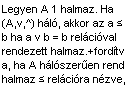 Legyen A 1 halmaz. Ha
(A,v,^) háló, akkor az a ≤
b ha a v b = b relációval
rendezett halmaz.+fordítv
a, ha A hálószerűen rend
halmaz ≤ relációra nézve,